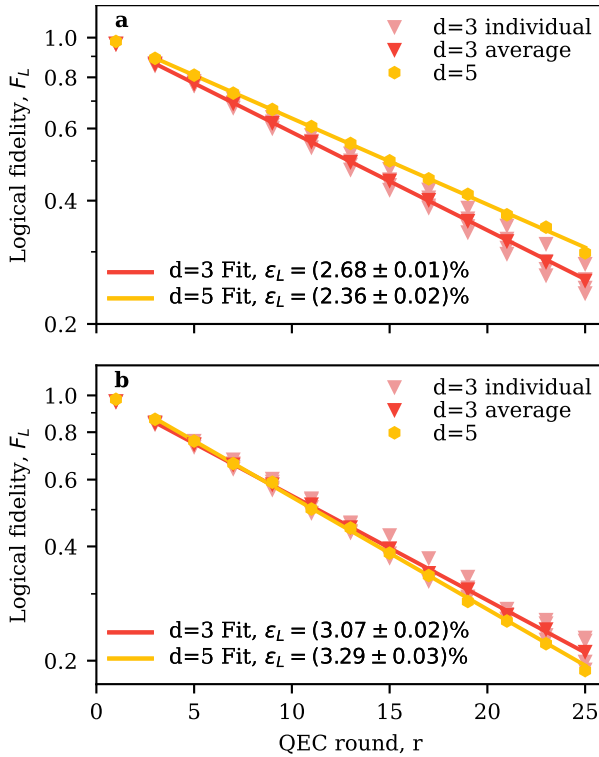 a
1.0
0.8
0.6
0.4
0.2
Logical fidelity, F_L
d=3 individual
d=3 average
d=5
d=3 Fit, ε_L = (2.68 ± 0.01)%
d=5 Fit, ε_L = (2.36 ± 0.02)%
b
1.0
0.8
0.6
0.4
0.2
Logical fidelity, F_L
d=3 individual
d=3 average
d=5
d=3 Fit, ε_L = (3.07 ± 0.02)%
d=5 Fit, ε_L = (3.29 ± 0.03)%
0 5 10 15 20 25
QEC round, r